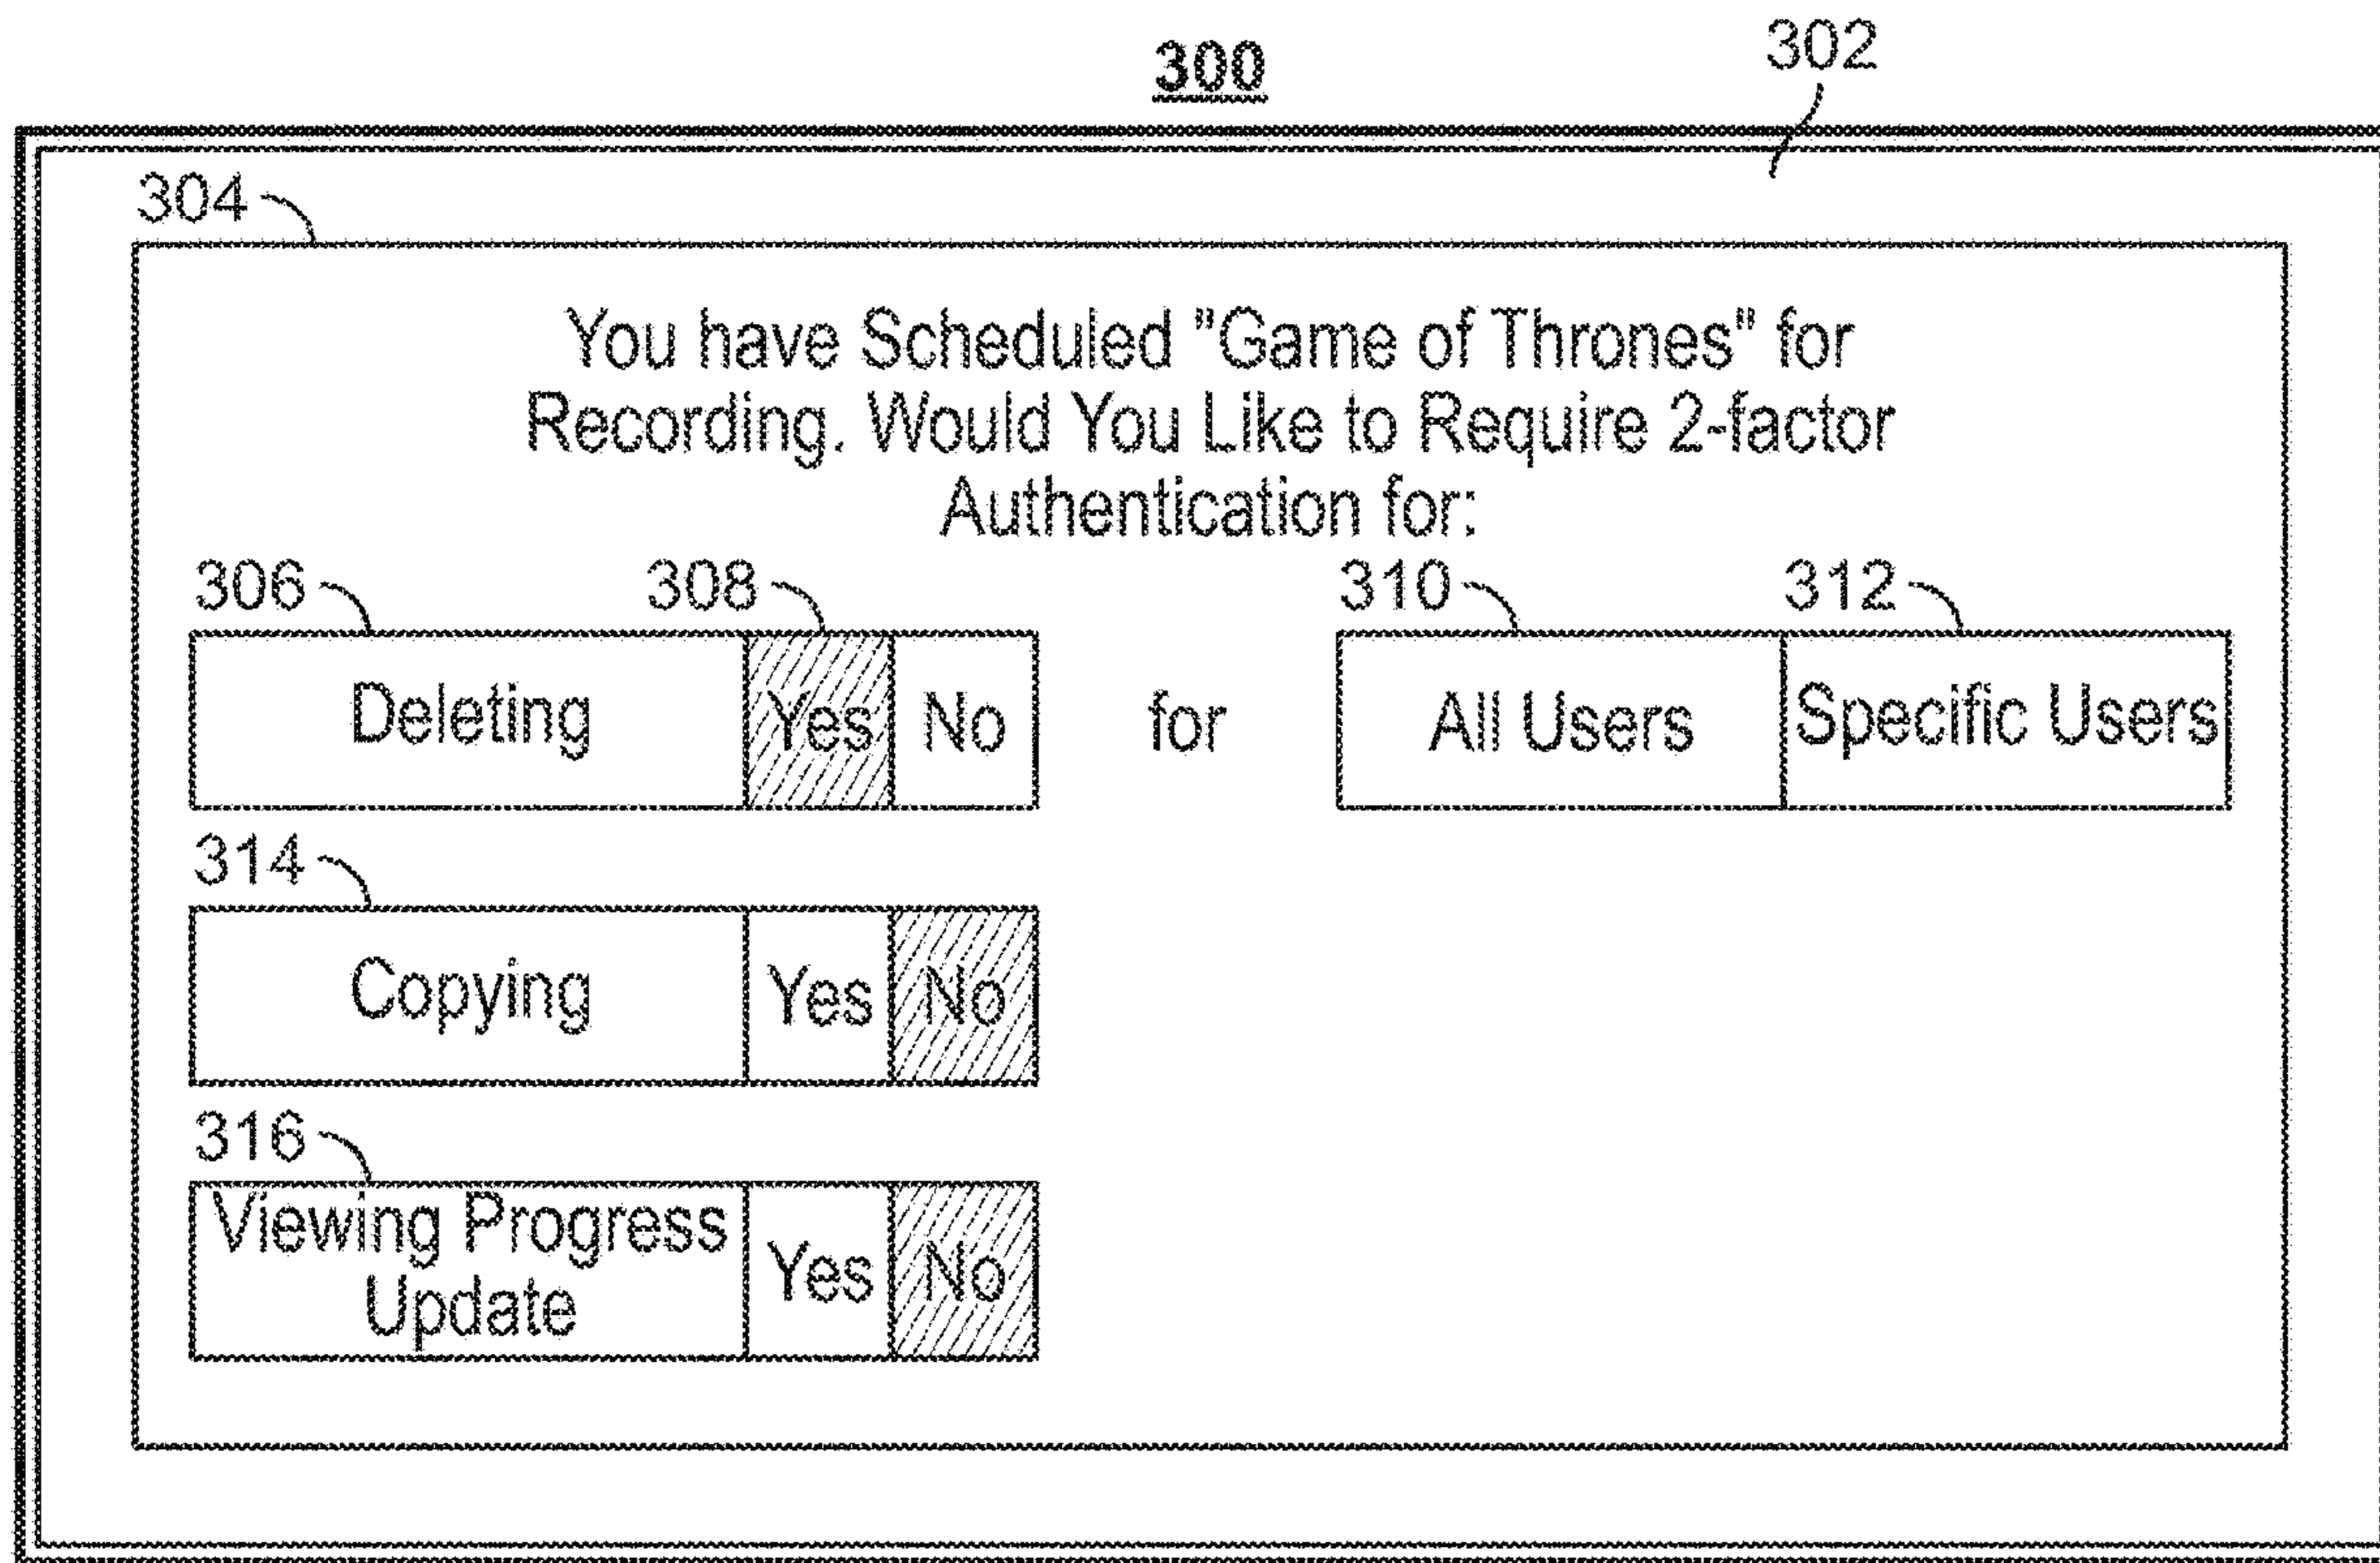 300
302
304
You have Scheduled "Game of Thrones" for
Recording. Would You Like to Require 2-factor
Authentication for:
306 308 310 312
Deleting Yes No for All Users Specific Users
314
Copying Yes No
316
Viewing Progress
Update Yes No